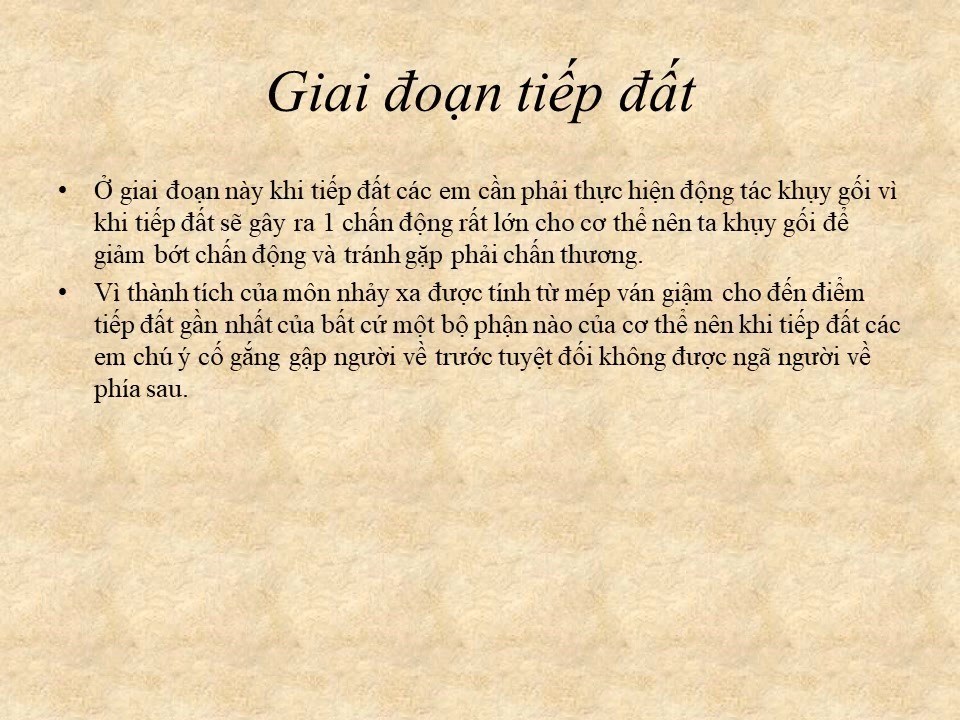 Giai đoạn tiếp đất
• Ở giai đoạn này khi tiếp đất các em cần phải thực hiện động tác khụy gối vì
khi tiếp đất sẽ gây ra 1 chấn động rất lớn cho cơ thể nên ta khụy gối để
giảm bớt chấn động và tránh gặp phải chấn thương.
• Vì thành tích của môn nhảy xa được tính từ mép ván giậm cho đến điểm
tiếp đất gần nhất của bất cứ một bộ phận nào của cơ thể nên khi tiếp đất các
em chú ý cố gắng gập người về trước tuyệt đối không được ngã người về
phía sau.